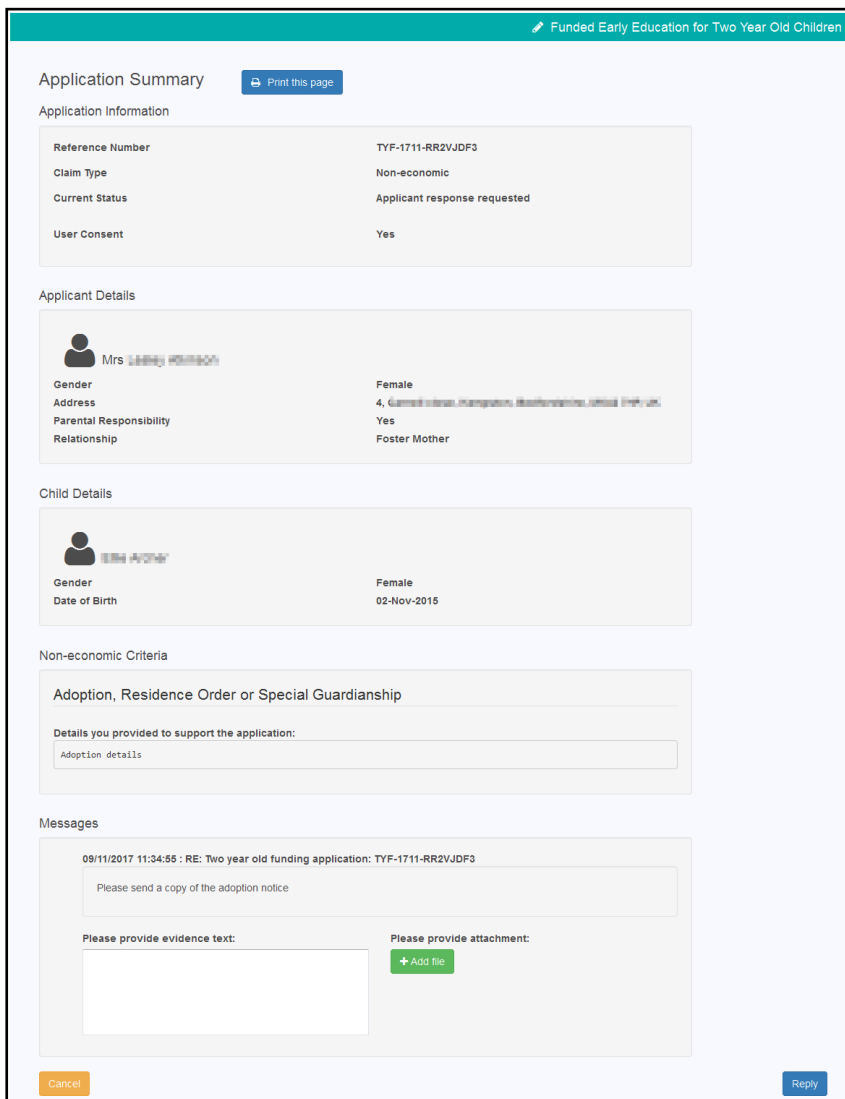 Funded Early Education for Two Year Old Children
Application Summary Print this page
Application Information
Reference Number TYF-1711-RR2VJDF3
Claim Type Non-economic
Current Status Applicant response requested
User Consent Yes
Applicant Details
Mrs
Gender Female
Address 4,
Parental Responsibility Yes
Relationship Foster Mother
Child Details
Gender Female
Date of Birth 02-Nov-2015
Non-economic Criteria
Adoption, Residence Order or Special Guardianship
Details you provided to support the application:
Adoption details
Messages
09/11/2017 11:34:55 : RE: Two year old funding application: TYF-1711-RR2VJDF3
Please send a copy of the adoption notice
Please provide evidence text: Please provide attachment:
+ Add file
Cancel Reply